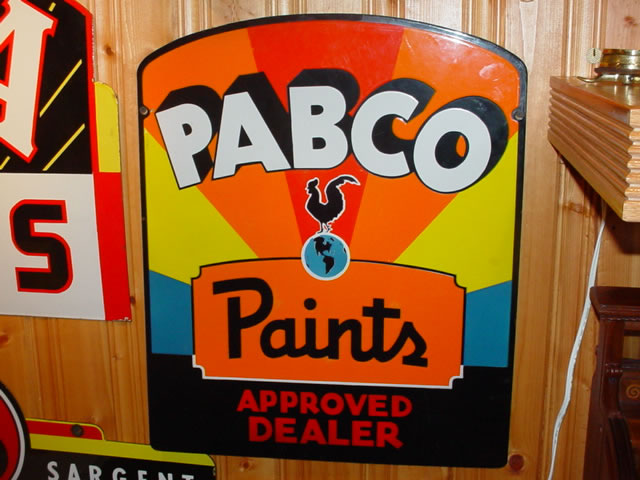 PABCO
Paints
APPROVED
DEALER
A
S
SARGENT